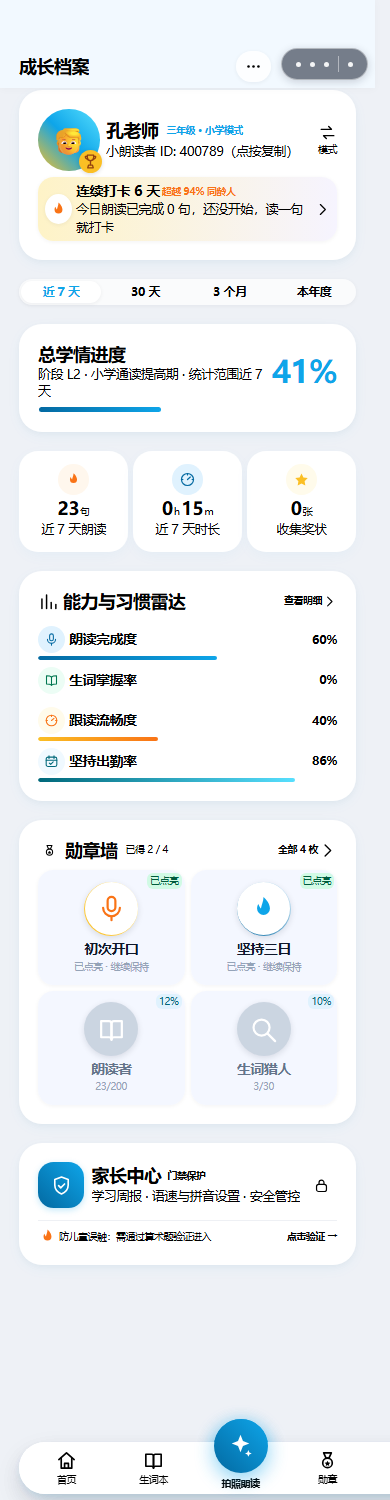 成长档案
孔老师 三年级·小学模式
小朗读者 ID: 400789（点按复制） 模式
连续打卡 6 天 超越 94% 同龄人
今日朗读已完成 0 句，还没开始，读一句
就打卡
近 7 天 30 天 3 个月 本年度
总学情进度
阶段 L2 · 小学通读提高期 · 统计范围近 7
天
41%
23句 0h15m 0张
近 7 天朗读 近 7 天时长 收集奖状
能力与习惯雷达 查看明细
朗读完成度 60%
生词掌握率 0%
跟读流畅度 40%
坚持出勤率 86%
勋章墙 已得 2 / 4 全部 4 枚
已点亮 已点亮
初次开口 坚持三日
已点亮 · 继续保持 已点亮 · 继续保持
12% 10%
朗读者 生词猎人
23/200 3/30
家长中心 门禁保护
学习周报 · 语速与拼音设置 · 安全管控
防儿童误触：需通过算术题验证进入 点击验证 →
首页 生词本 拍照朗读 勋章